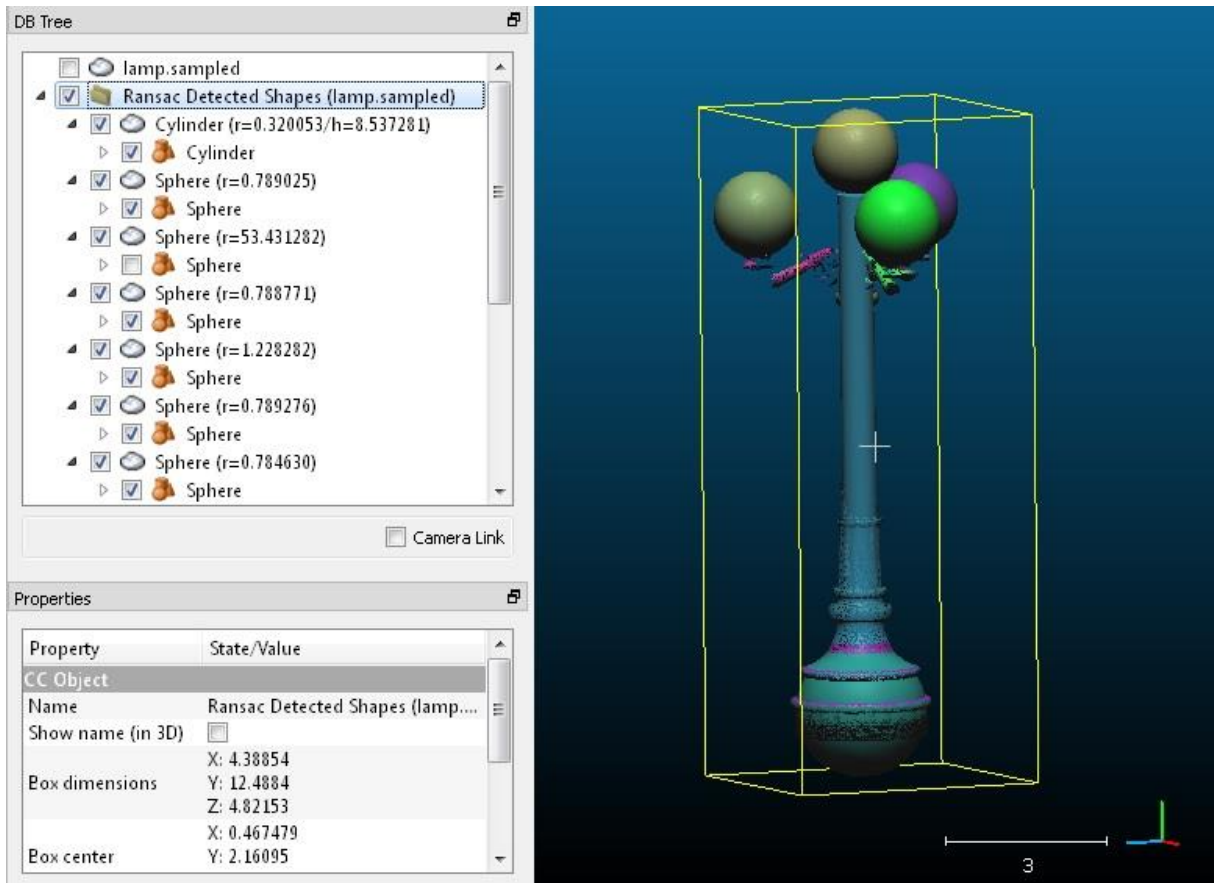 DB Tree
lamp.sampled
Ransac Detected Shapes (lamp.sampled)
Cylinder (r=0.320053/h=8.537281)
Cylinder
Sphere (r=0.789025)
Sphere
Sphere (r=53.431282)
Sphere
Sphere (r=0.788771)
Sphere
Sphere (r=1.228282)
Sphere
Sphere (r=0.789276)
Sphere
Sphere (r=0.784630)
Sphere
Camera Link
Properties
Property State/Value
CC Object
Name Ransac Detected Shapes (lamp....
Show name (in 3D)
X: 4.38854
Box dimensions Y: 12.4884
Z: 4.82153
X: 0.467479
Box center Y: 2.16095
3